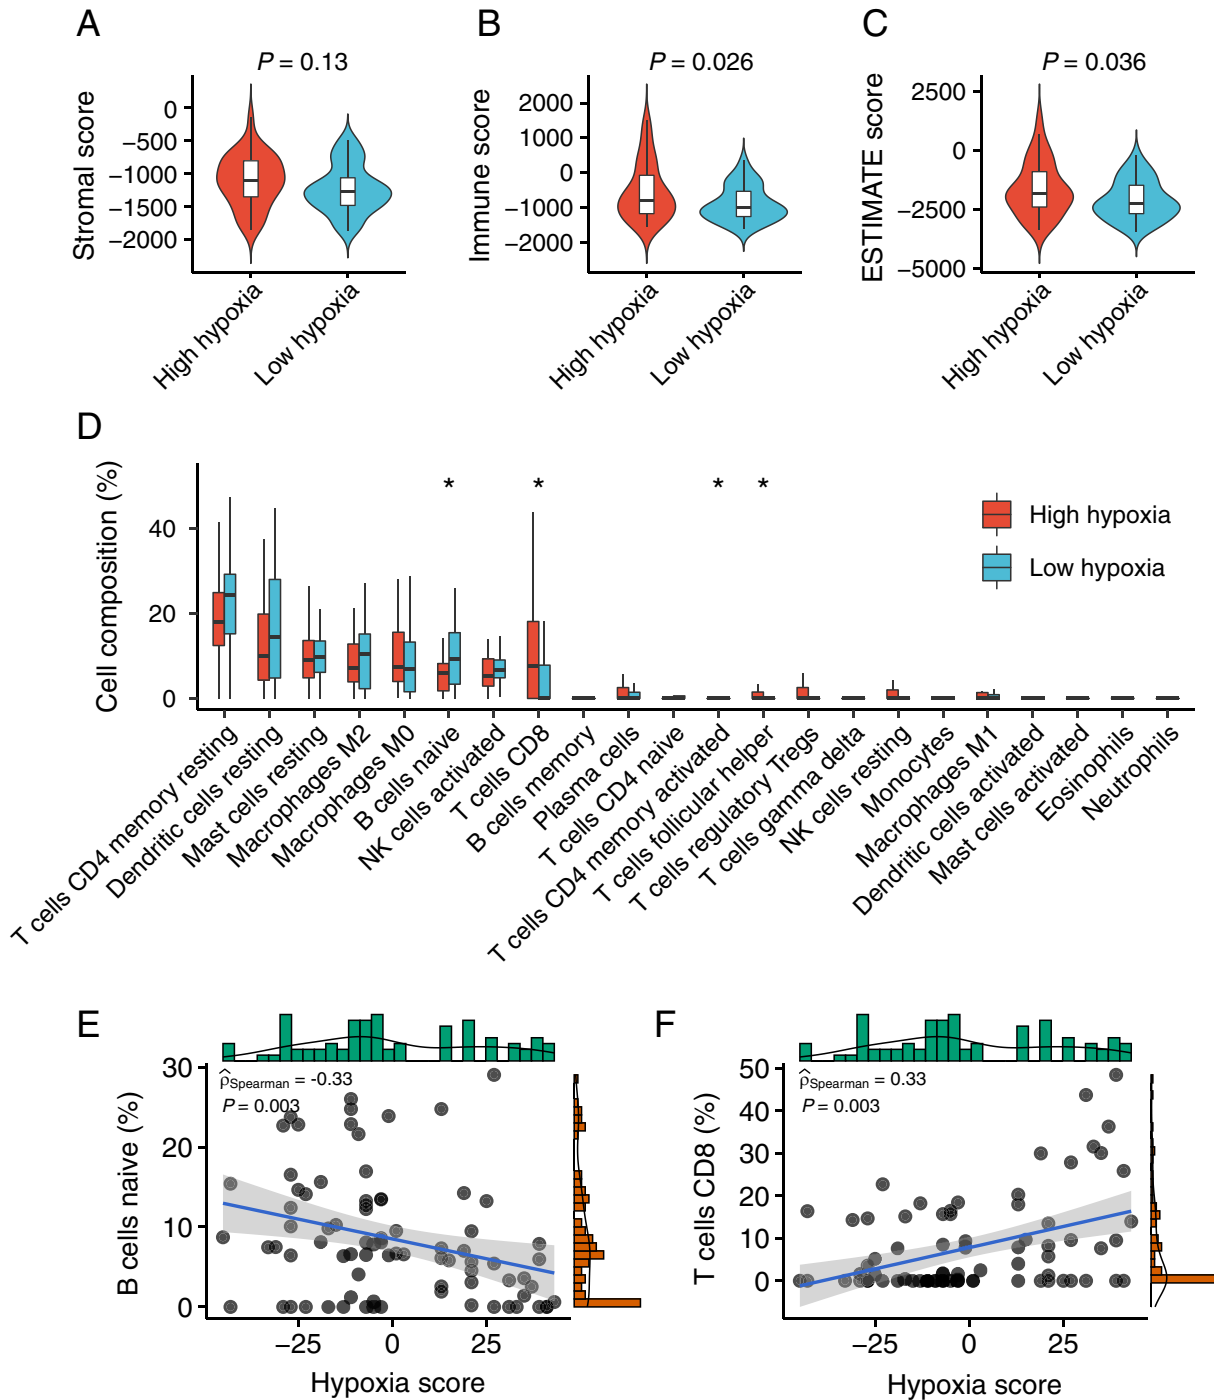 A
B
C
P = 0.13
P = 0.026
P = 0.036
Stromal score
0
−500
−1000
−1500
−2000
High hypoxia
Low hypoxia
Immune score
2000
1000
0
−1000
−2000
High hypoxia
Low hypoxia
ESTIMATE score
2500
0
−2500
−5000
High hypoxia
Low hypoxia
D
Cell composition (%)
40
20
0
* * * *
High hypoxia
Low hypoxia
T cells CD4 memory resting
Dendritic cells resting
Mast cells resting
Macrophages M2
Macrophages M0
B cells naive
NK cells activated
T cells CD8
B cells memory
Plasma cells
T cells CD4 naive
T cells CD4 memory activated
T cells follicular helper
T cells regulatory Tregs
T cells gamma delta
NK cells resting
Monocytes
Macrophages M1
Dendritic cells activated
Mast cells activated
Eosinophils
Neutrophils
E
B cells naive (%)
30
20
10
0
ρ̂Spearman = -0.33
P = 0.003
−25
0
25
Hypoxia score
F
T cells CD8 (%)
50
40
30
20
10
0
ρ̂Spearman = 0.33
P = 0.003
−25
0
25
Hypoxia score